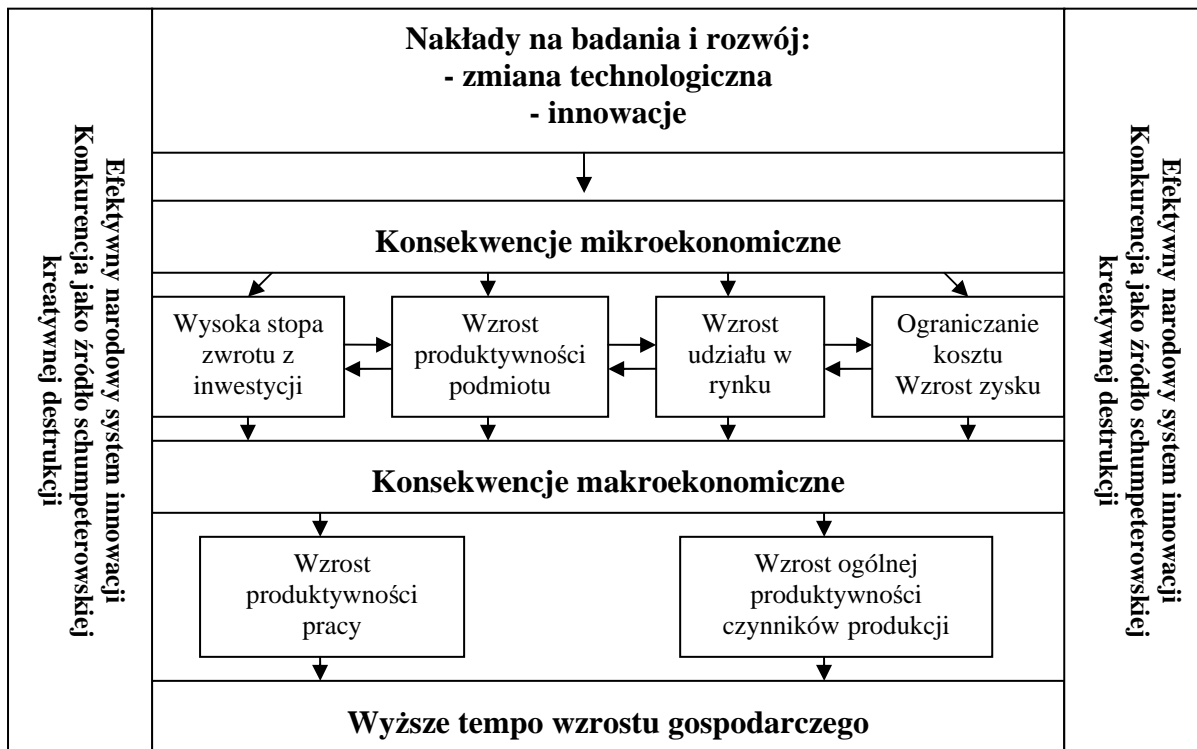 Efektywny narodowy system innowacji
Konkurencja jako źródło schumpeterowskiej
kreatywnej destrukcji
Nakłady na badania i rozwój:
- zmiana technologiczna
- innowacje
Konsekwencje mikroekonomiczne
Wysoka stopa
zwrotu z
inwestycji
Wzrost
produktywności
podmiotu
Wzrost
udziału w
rynku
Ograniczanie
kosztu
Wzrost zysku
Konsekwencje makroekonomiczne
Wzrost
produktywności
pracy
Wzrost ogólnej
produktywności
czynników produkcji
Wyższe tempo wzrostu gospodarczego
Efektywny narodowy system innowacji
Konkurencja jako źródło schumpeterowskiej
kreatywnej destrukcji